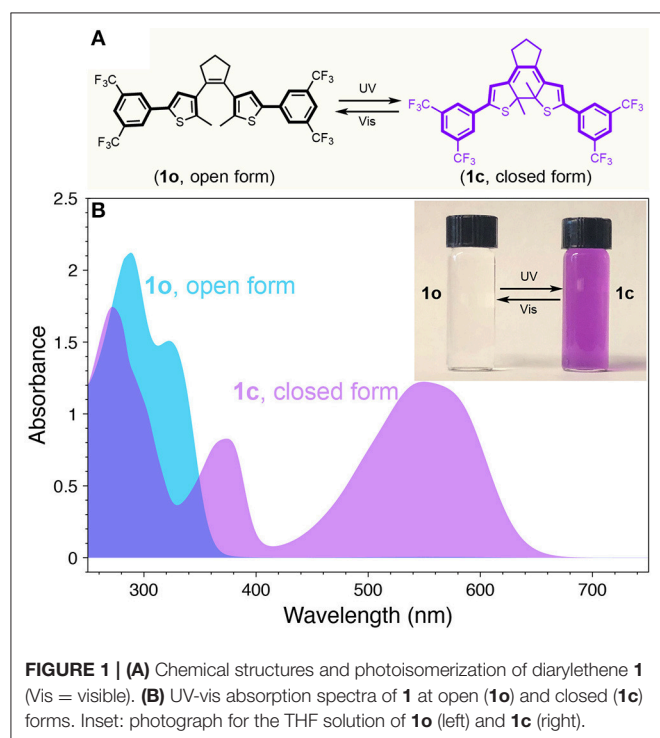 A
CF3
CF3
F3C
S
S
CF3
CF3
(1o, open form)
UV
Vis
CF3
F3C
S
S
CF3
CF3
CF3
(1c, closed form)
B
2.5
2
1.5
1
0.5
0
Absorbance
300
400
500
600
700
Wavelength (nm)
1o, open form
1c, closed form
1o
UV
Vis
1c
FIGURE 1 | (A) Chemical structures and photoisomerization of diarylethene 1
(Vis = visible). (B) UV-vis absorption spectra of 1 at open (1o) and closed (1c)
forms. Inset: photograph for the THF solution of 1o (left) and 1c (right).